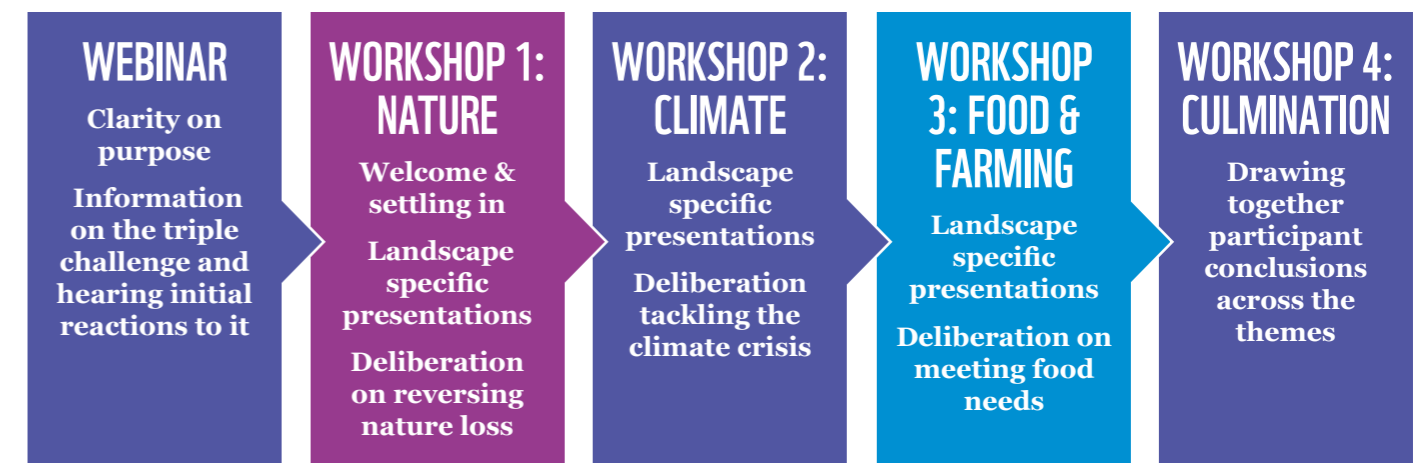 WEBINAR
Clarity on
purpose
Information
on the triple
challenge and
hearing initial
reactions to it
WORKSHOP 1:
NATURE
Welcome &
settling in
Landscape
specific
presentations
Deliberation
on reversing
nature loss
WORKSHOP 2:
CLIMATE
Landscape
specific
presentations
Deliberation
tackling the
climate crisis
WORKSHOP
3: FOOD &
FARMING
Landscape
specific
presentations
Deliberation on
meeting food
needs
WORKSHOP 4:
CULMINATION
Drawing
together
participant
conclusions
across the
themes